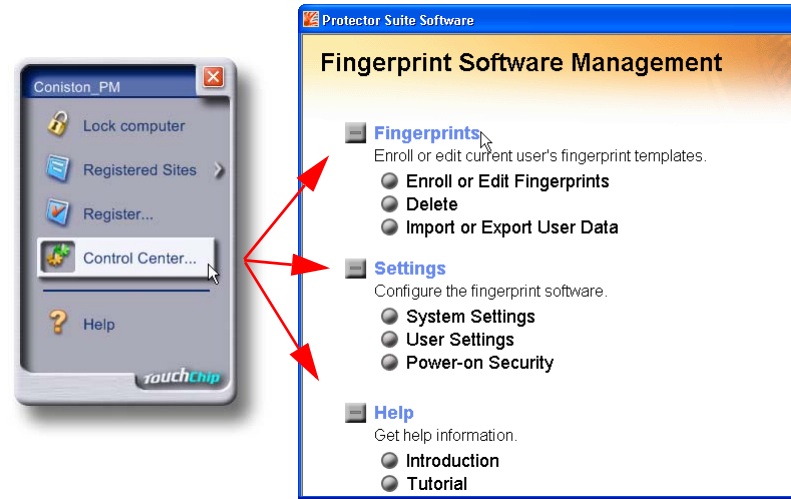 Coniston_PM
Lock computer
Registered Sites
Register...
Control Center...
Help
TouchChip
Protector Suite Software
Fingerprint Software Management
Fingerprints
Enroll or edit current user's fingerprint templates.
Enroll or Edit Fingerprints
Delete
Import or Export User Data
Settings
Configure the fingerprint software.
System Settings
User Settings
Power-on Security
Help
Get help information.
Introduction
Tutorial